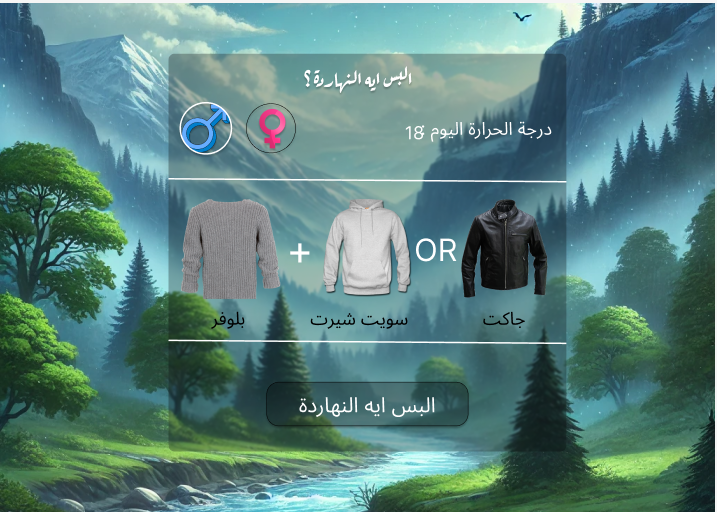 البس ايه النهاردة؟
درجة الحرارة اليوم 18
+ OR
بلوفر سويت شيرت جاكت
البس ايه النهاردة